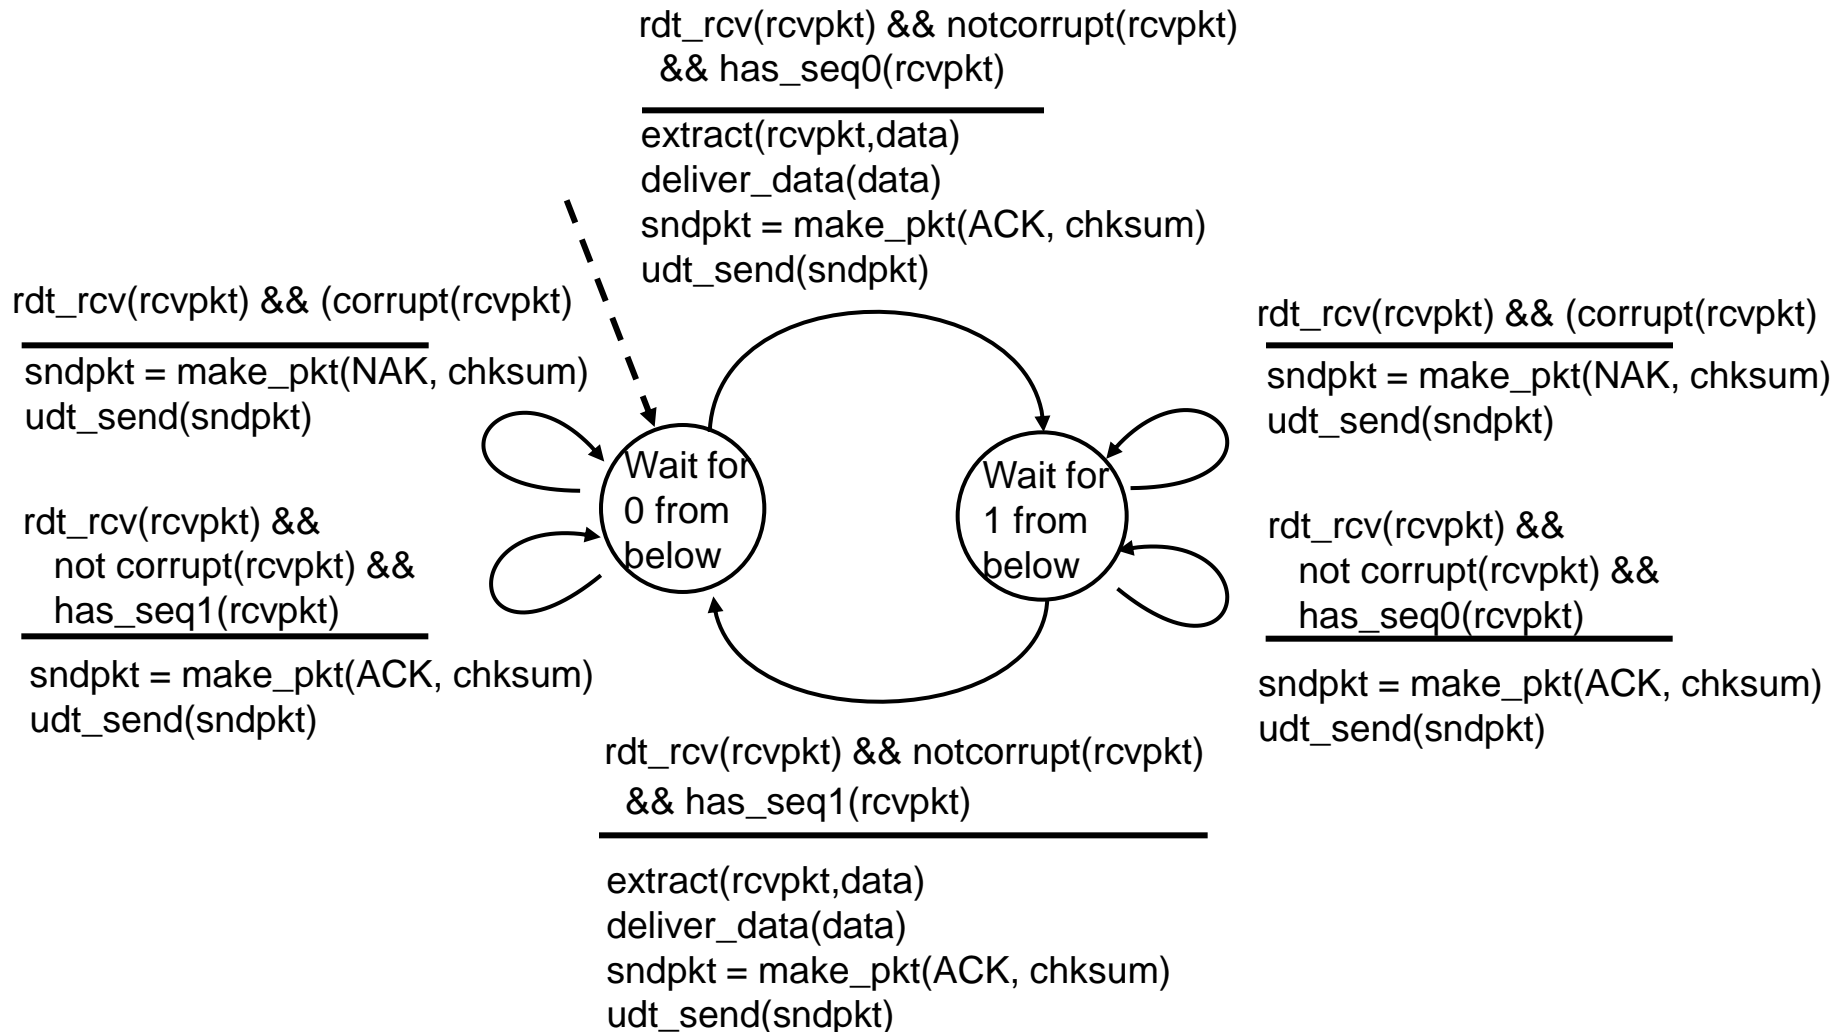 rdt_rcv(rcvpkt) && notcorrupt(rcvpkt)
&& has_seq0(rcvpkt)
extract(rcvpkt,data)
deliver_data(data)
sndpkt = make_pkt(ACK, chksum)
udt_send(sndpkt)
rdt_rcv(rcvpkt) && (corrupt(rcvpkt)
sndpkt = make_pkt(NAK, chksum)
udt_send(sndpkt)
rdt_rcv(rcvpkt) &&
not corrupt(rcvpkt) &&
has_seq1(rcvpkt)
sndpkt = make_pkt(ACK, chksum)
udt_send(sndpkt)
Wait for
0 from
below
Wait for
1 from
below
rdt_rcv(rcvpkt) && (corrupt(rcvpkt)
sndpkt = make_pkt(NAK, chksum)
udt_send(sndpkt)
rdt_rcv(rcvpkt) &&
not corrupt(rcvpkt) &&
has_seq0(rcvpkt)
sndpkt = make_pkt(ACK, chksum)
udt_send(sndpkt)
rdt_rcv(rcvpkt) && notcorrupt(rcvpkt)
&& has_seq1(rcvpkt)
extract(rcvpkt,data)
deliver_data(data)
sndpkt = make_pkt(ACK, chksum)
udt_send(sndpkt)